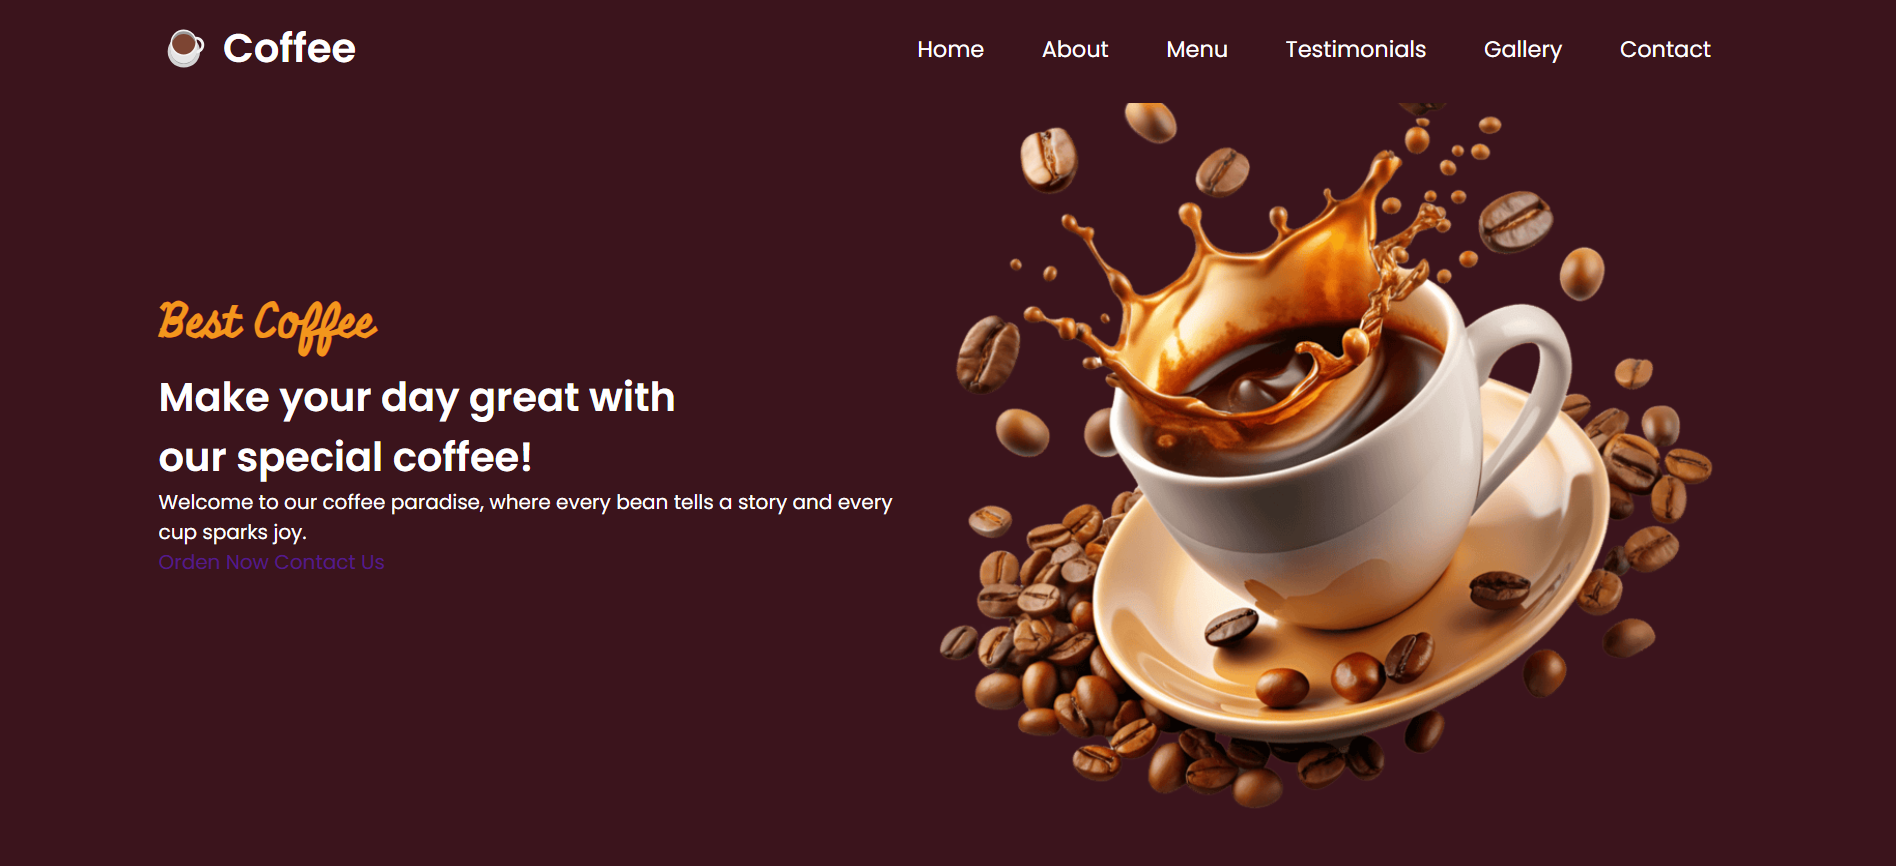 Coffee
Home About Menu Testimonials Gallery Contact
Best Coffee
Make your day great with
our special coffee!
Welcome to our coffee paradise, where every bean tells a story and every
cup sparks joy.
Orden Now Contact Us